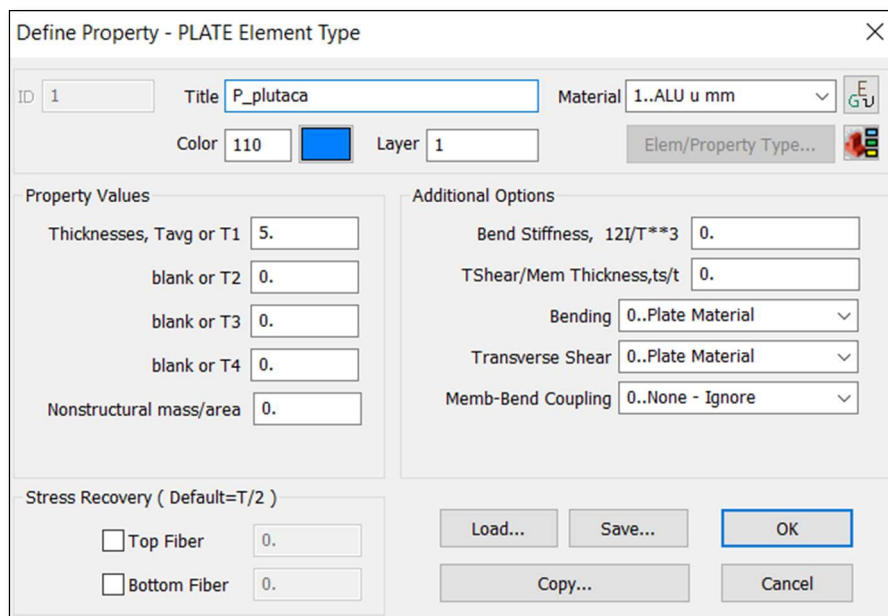 Define Property - PLATE Element Type
ID 1 Title P_plutaca Material 1..ALU u mm
Color 110 Layer 1 Elem/Property Type...
Property Values
Thicknesses, Tavg or T1 5.
blank or T2 0.
blank or T3 0.
blank or T4 0.
Nonstructural mass/area 0.
Additional Options
Bend Stiffness, 12I/T**3 0.
TShear/Mem Thickness,ts/t 0.
Bending 0..Plate Material
Transverse Shear 0..Plate Material
Memb-Bend Coupling 0..None - Ignore
Stress Recovery ( Default=T/2 )
Top Fiber 0.
Bottom Fiber 0.
Load... Save... OK
Copy... Cancel